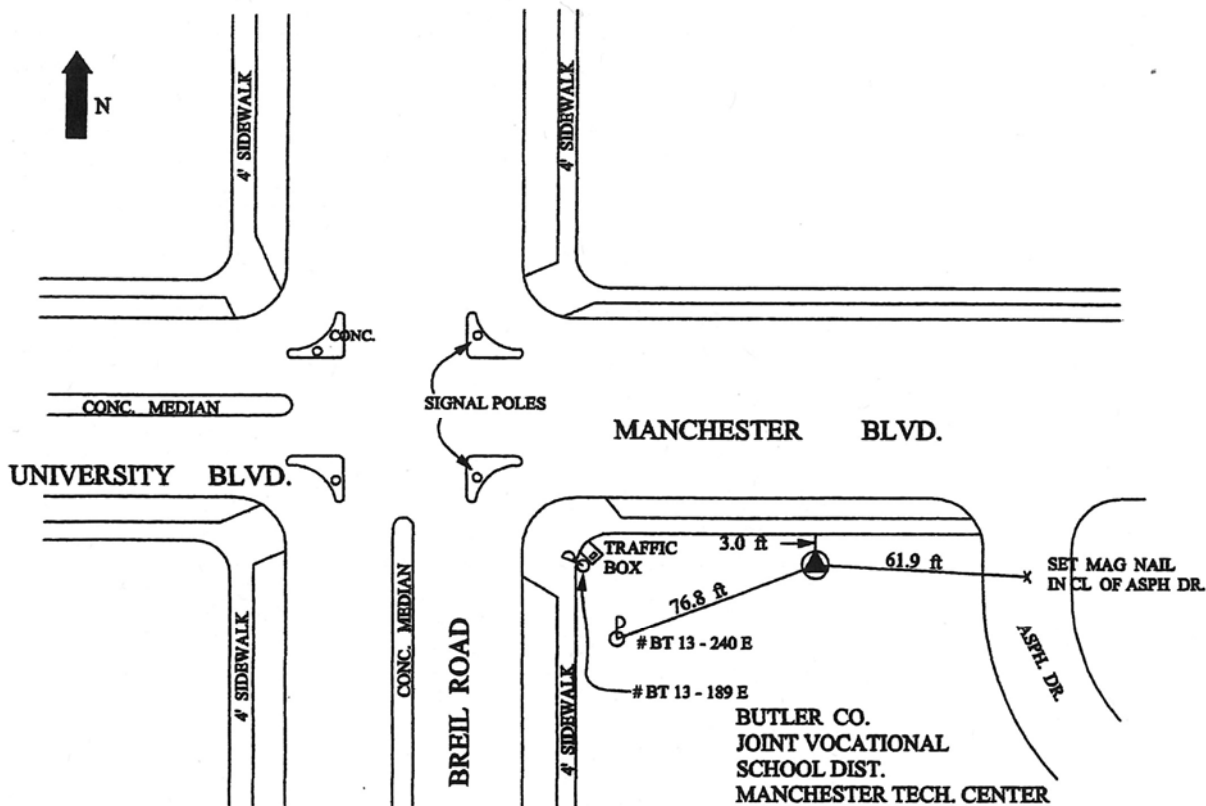 N
4' SIDEWALK
4' SIDEWALK
CONC.
CONC. MEDIAN
SIGNAL POLES
MANCHESTER BLVD.
UNIVERSITY BLVD.
TRAFFIC
BOX
3.0 ft
61.9 ft
SET MAG NAIL
IN CL OF ASPH DR.
76.8 ft
# BT 13 - 240 E
# BT 13 - 189 E
4' SIDEWALK
CONC. MEDIAN
BREIL ROAD
4' SIDEWALK
ASPH. DR.
BUTLER CO.
JOINT VOCATIONAL
SCHOOL DIST.
MANCHESTER TECH. CENTER